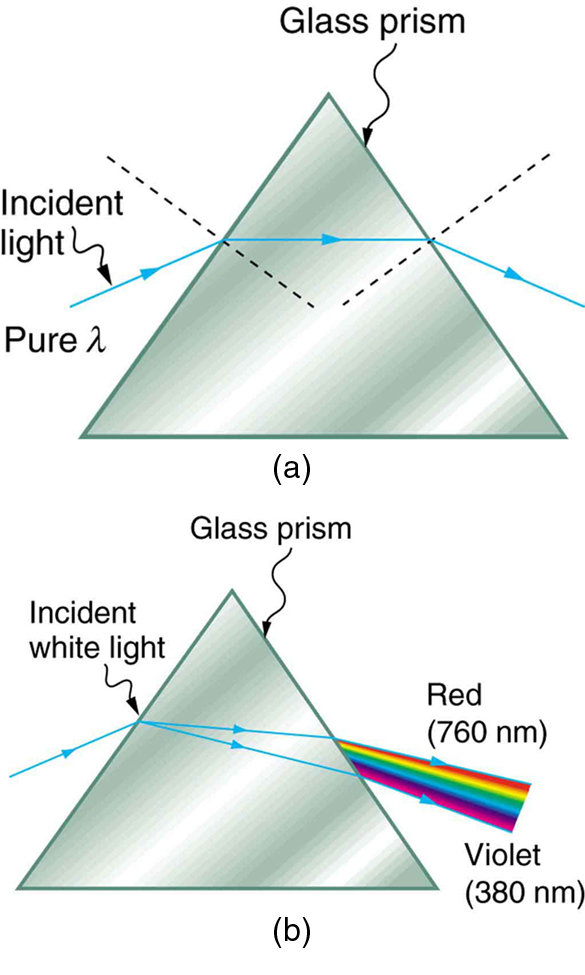 Glass prism
Incident
light
Pure λ
(a)
Glass prism
Incident
white light
Red
(760 nm)
Violet
(380 nm)
(b)